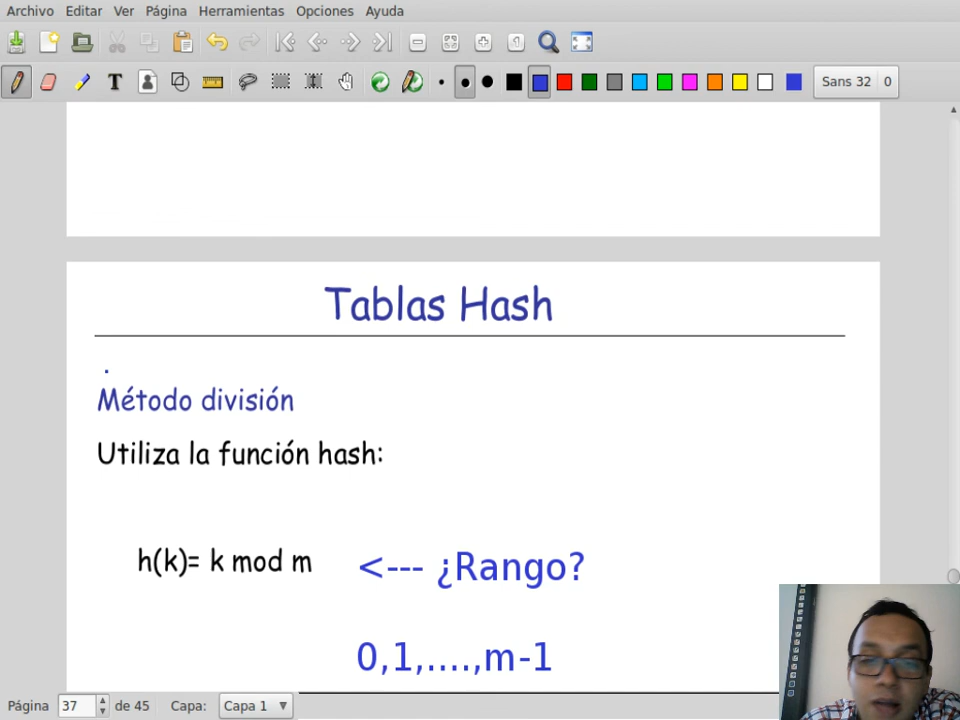 Archivo Editar Ver Página Herramientas Opciones Ayuda
T Sans 32 0
Tablas Hash
.
Método división
Utiliza la función hash:
h(k)= k mod m <--- ¿Rango?
0,1,....,m-1
Página 37 de 45 Capa: Capa 1